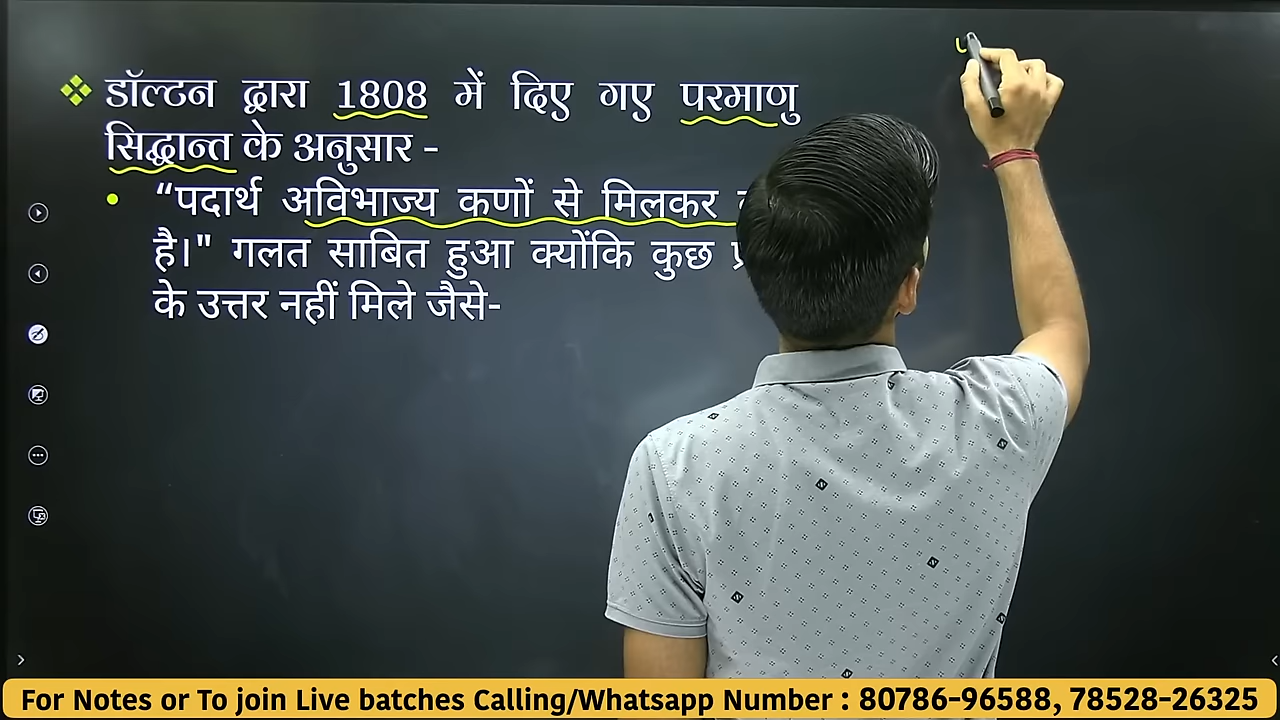 डॉल्टन द्वारा 1808 में दिए गए परमाणु
सिद्धान्त के अनुसार -
“पदार्थ अविभाज्य कणों से मिलकर
है।" गलत साबित हुआ क्योंकि कुछ
के उत्तर नहीं मिले जैसे-
For Notes or To join Live batches Calling/Whatsapp Number : 80786-96588, 78528-26325